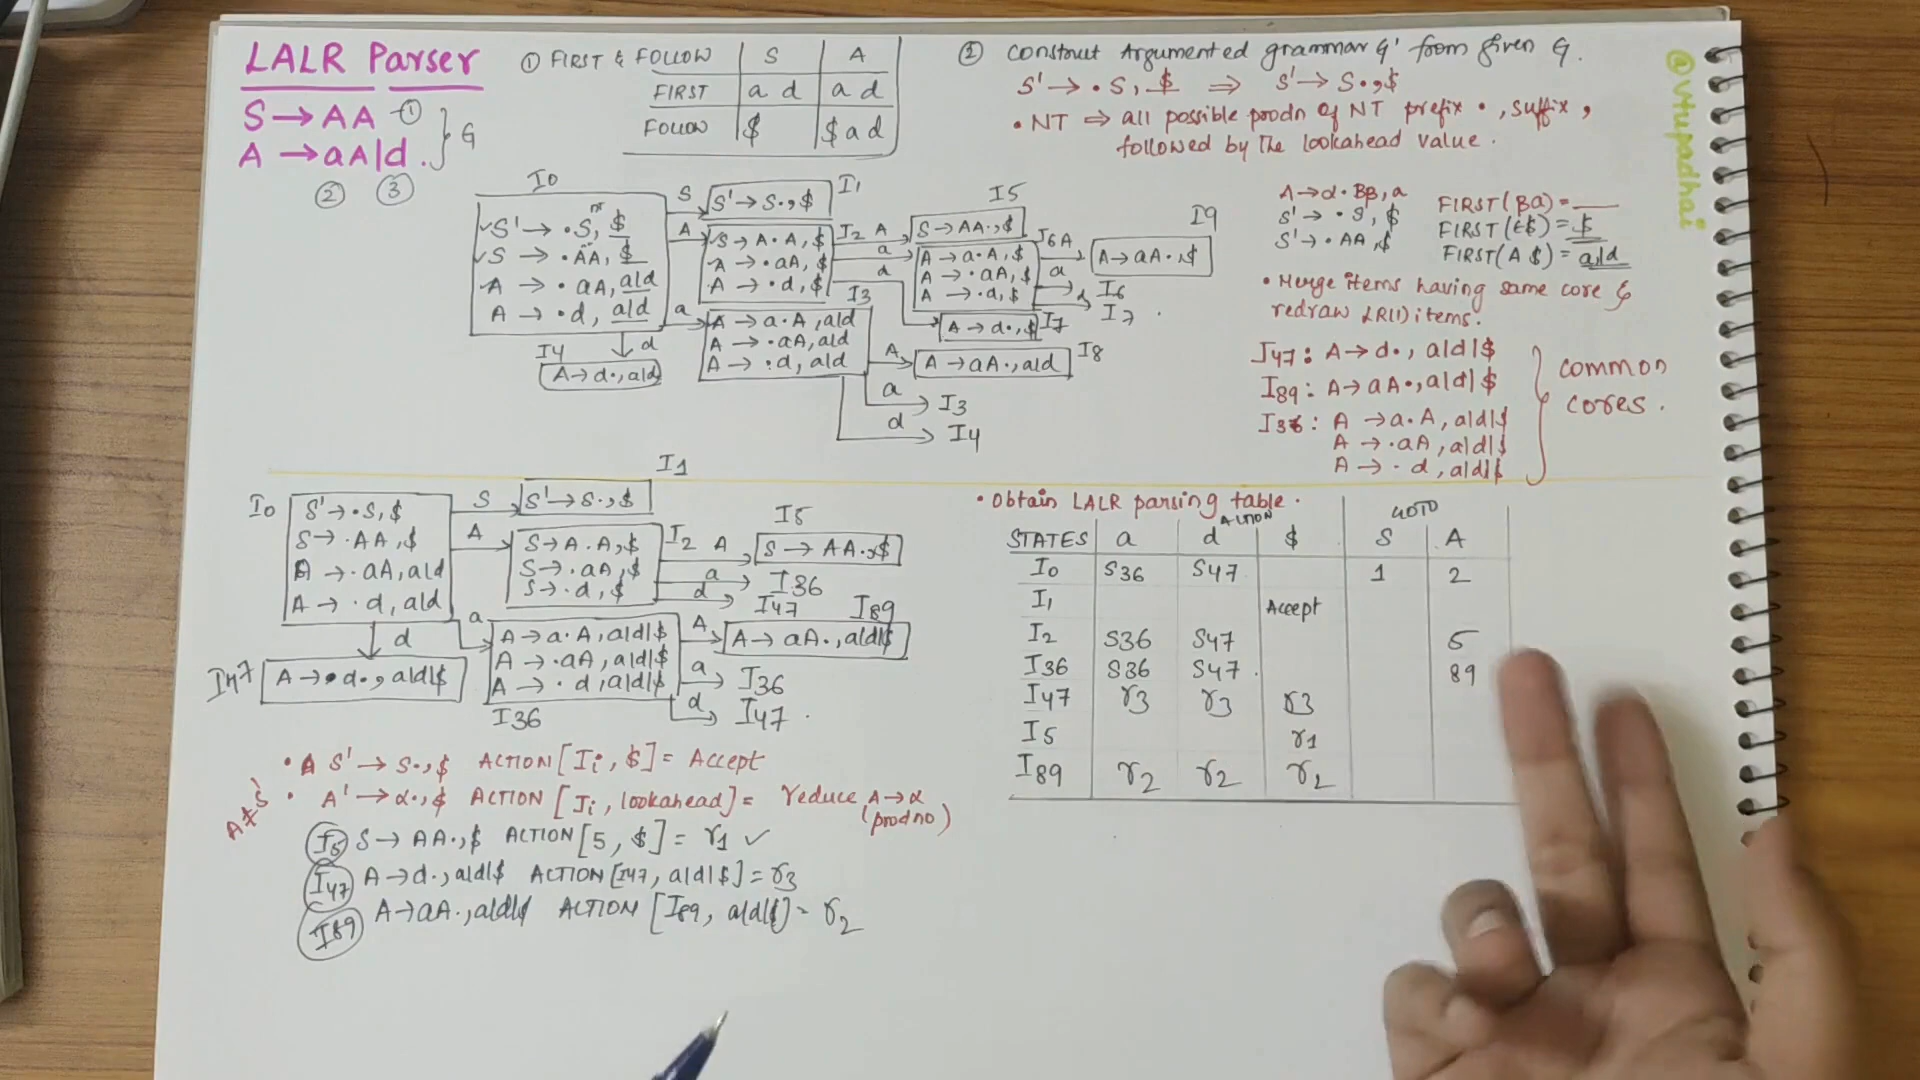 LALR Parser
S → AA ①
A → aA|d .
} G
② ③
① FIRST & FOLLOW S A
FIRST a d a d
FOLLOW $ $ a d
② Construct Argumented grammar G' from given G.
S' → ·S, $ ⇒ S' → S·, $
• NT ⇒ all possible prodn of NT prefix • , suffix ,
followed by the lookahead value .
@vtupadhai
I0
S' → ·S, $
S → ·AA, $
A → ·aA, a|d
A → ·d, a|d
S
S' → S·, $
I1
A
S → A·A, $
A → ·aA, $
A → ·d, $
I2
A
a
d
I5
S → AA·, $
A → a·A, $
A → ·aA, $
A → ·d, $
I6
A
a
d
I9
A → aA·, $
I6
I7 .
A → d·, $
I7
a
I3
A → a·A, a|d
A → ·aA, a|d
A → ·d, a|d
A
A → aA·, a|d
I8
a
I3
d
I4
d
I4
A → d·, a|d
A → α·Bβ, a FIRST(βa) =
S' → ·S, $ FIRST(ε$) = $
S' → ·AA, $ FIRST(A $) = a|d
• Merge items having same core &
redraw LR(1) items.
I47 : A → d·, a|d|$
I89 : A → aA·, a|d|$
I36 : A → a·A, a|d|$
A → ·aA, a|d|$
A → ·d, a|d|$
common
cores .
I0
S' → ·S, $
S → ·AA, $
A → ·aA, a|d
A → ·d, a|d
S
S' → S·, $
I1
A
S → A·A, $
S → ·aA, $
S → ·d, $
I2
A
S → AA·, $
I5
a
I36
d
I47
a
A → a·A, a|d|$
A → ·aA, a|d|$
A → ·d, a|d|$
I36
A
I89
A → aA·, a|d|$
a
I36
d
I47 .
d
I47
A → ·d·, a|d|$
• Obtain LALR parsing table .
ACTION GOTO
STATES a d $ S A
I0 S36 S47 1 2
I1 Accept
I2 S36 S47 5
I36 S36 S47 . 89
I47 r3 r3 r3
I5 r1
I89 r2 r2 r2
• A S' → S·, $ ACTION[Ii, $] = Accept
A≠S'
• A' → α·, $ ACTION[Ii, lookahead] = reduce A → α
(prod no)
I5 S → AA·, $ ACTION[5, $] = r1 ✓
I47 A → d·, a|d|$ ACTION[I47, a|d|$] = r3
I89 A → aA·, a|d|$ ACTION [I89, a|d|$] = r2